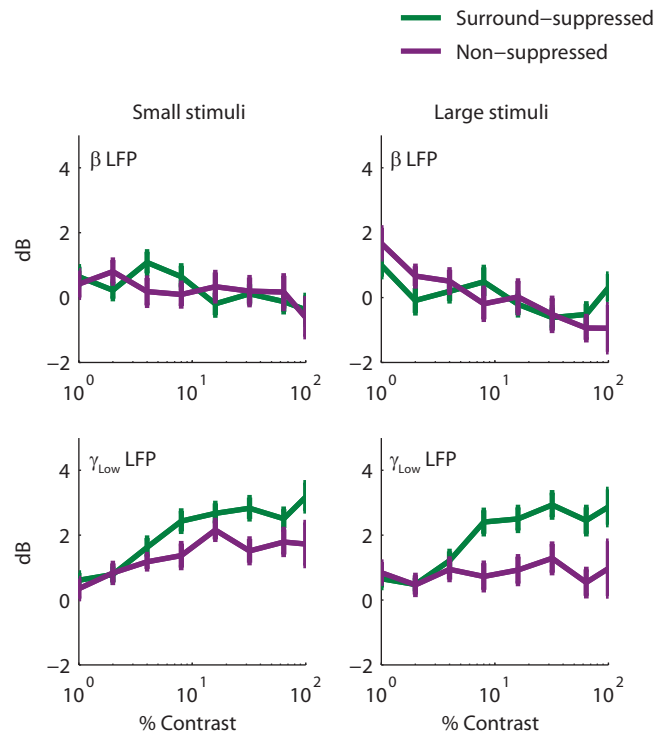 Surround−suppressed
Non−suppressed
Small stimuli
Large stimuli
β LFP
β LFP
dB
4
2
0
−2
10⁰
10¹
10²
4
2
0
−2
10⁰
10¹
10²
γLow LFP
γLow LFP
dB
4
2
0
−2
10⁰
10¹
10²
% Contrast
4
2
0
−2
10⁰
10¹
10²
% Contrast